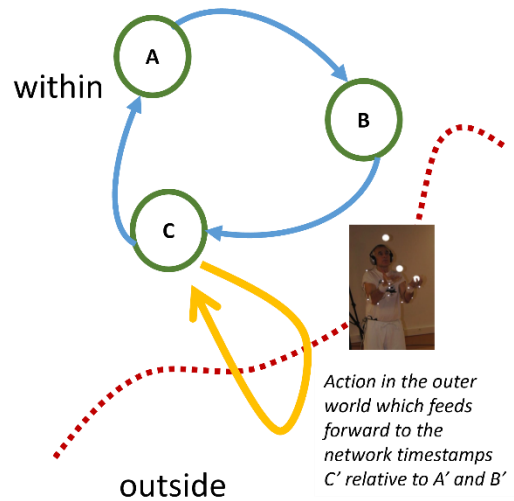 A
within
B
C
Action in the outer
world which feeds
forward to the
network timestamps
C′ relative to A′ and B′
outside